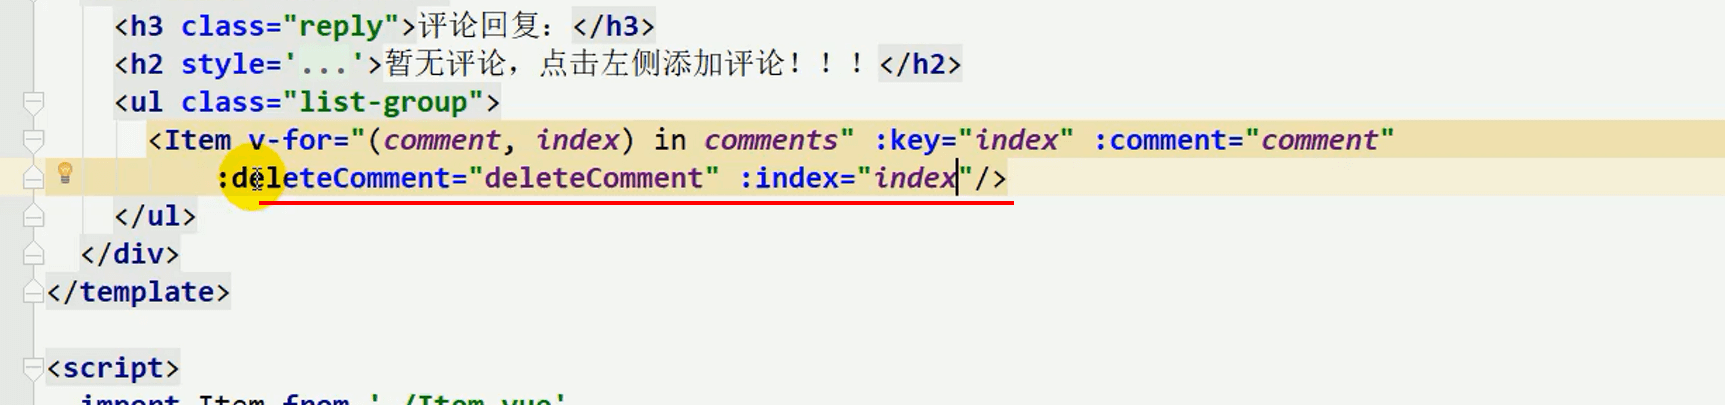 <h3 class="reply">评论回复：</h3>
<h2 style='...'>暂无评论，点击左侧添加评论！！！</h2>
<ul class="list-group">
<Item v-for="(comment, index) in comments" :key="index" :comment="comment"
:deleteComment="deleteComment" :index="index"/>
</ul>
</div>
</template>
<script>
import Item from './Item.vue'